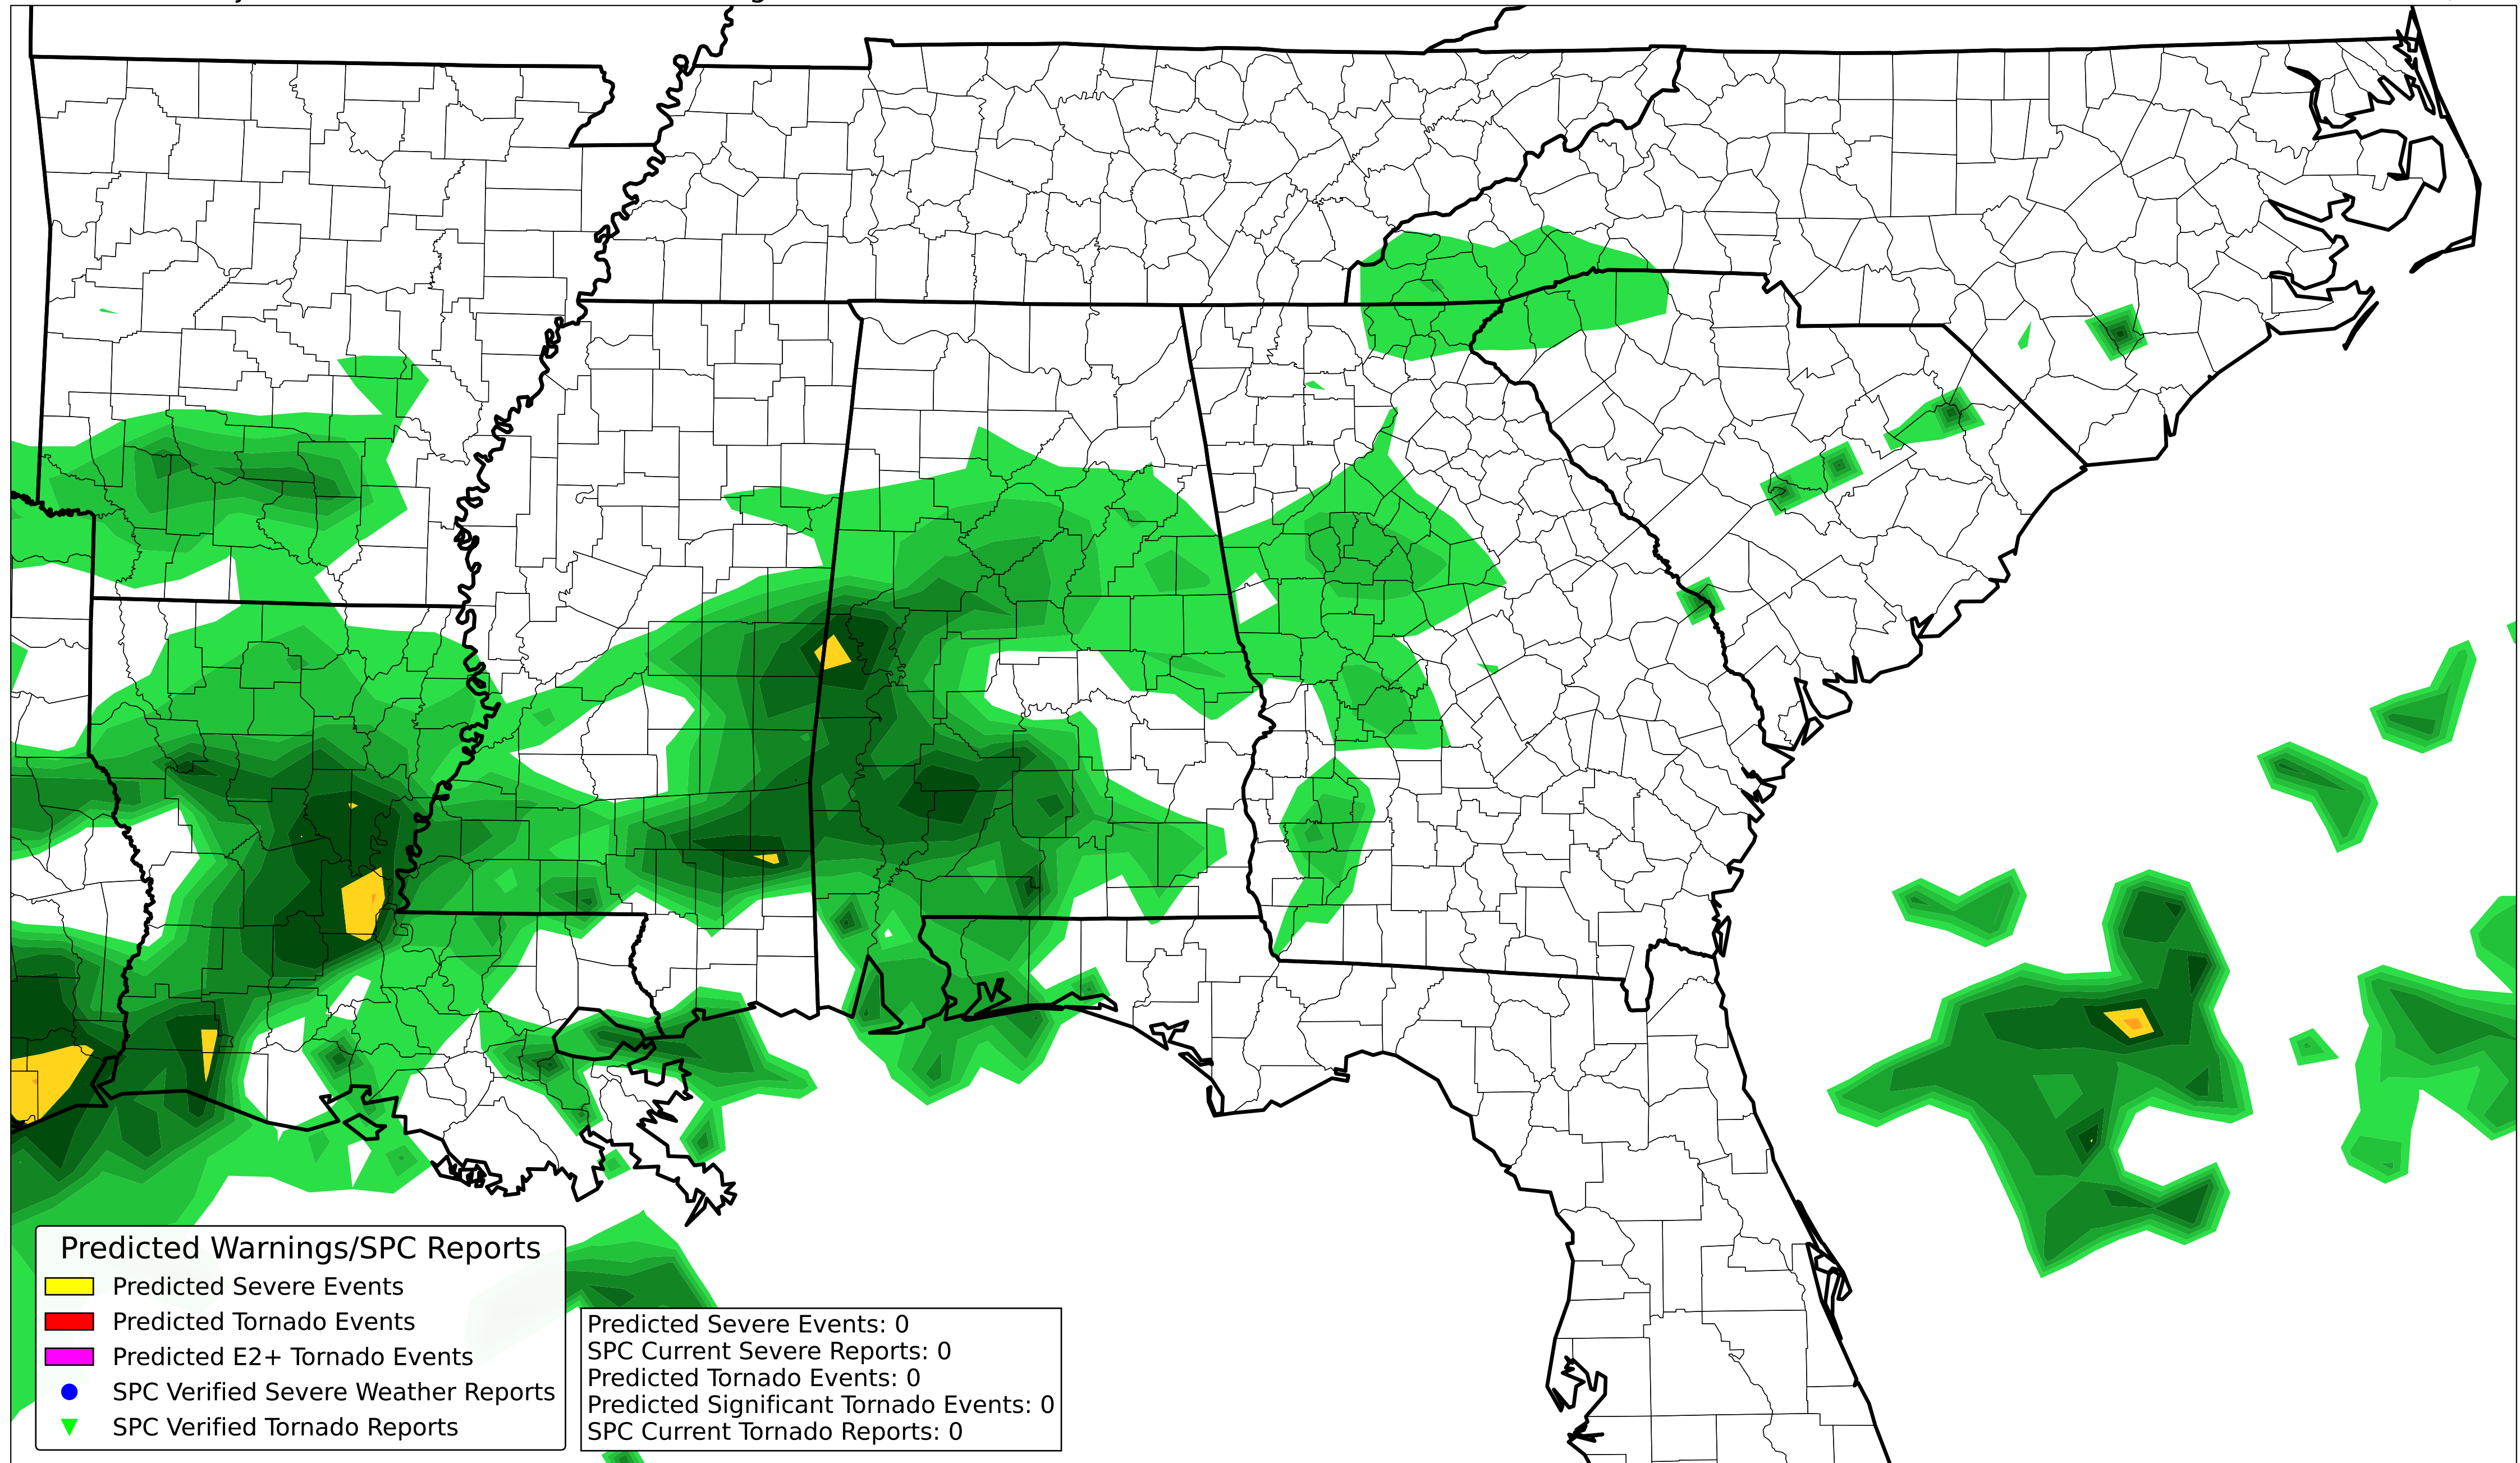 Predicted Warnings/SPC Reports
Predicted Severe Events
Predicted Tornado Events
Predicted E2+ Tornado Events
SPC Verified Severe Weather Reports
SPC Verified Tornado Reports
Predicted Severe Events: 0
SPC Current Severe Reports: 0
Predicted Tornado Events: 0
Predicted Significant Tornado Events: 0
SPC Current Tornado Reports: 0